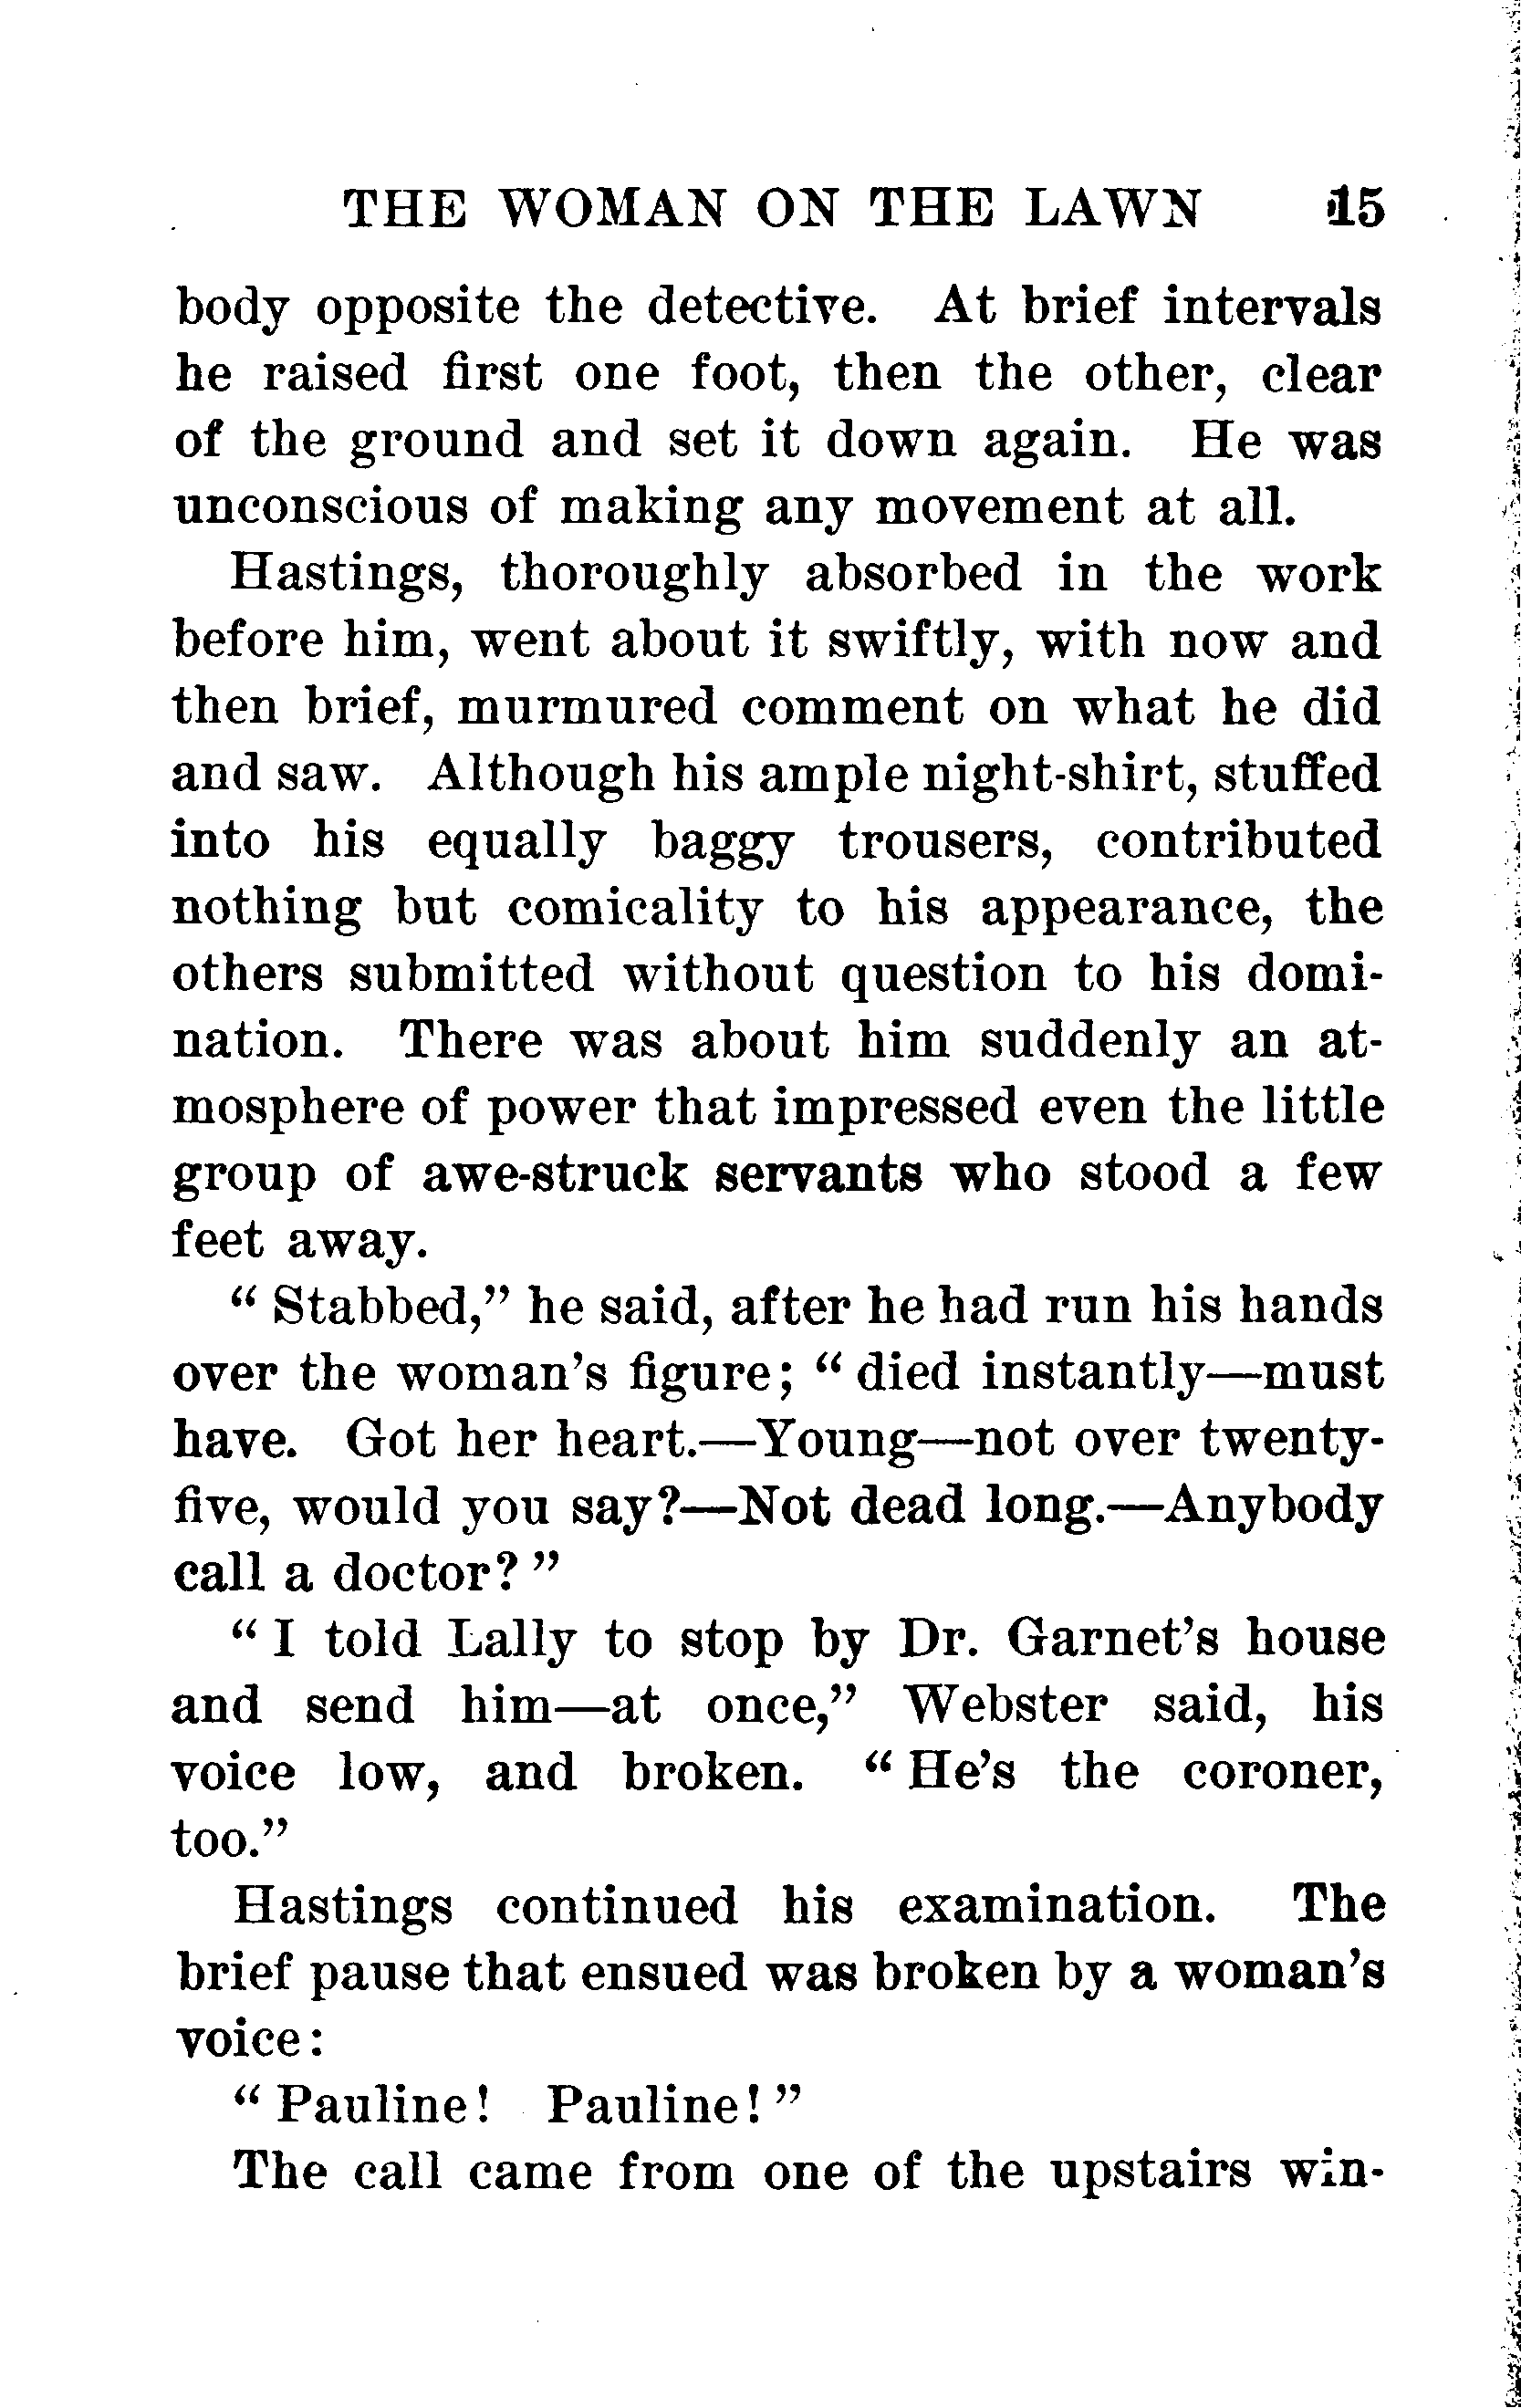 THE WOMAN ON THE LAWN 15
body opposite the detective. At brief intervals
he raised first one foot, then the other, clear
of the ground and set it down again. He was
unconscious of making any movement at all.
Hastings, thoroughly absorbed in the work
before him, went about it swiftly, with now and
then brief, murmured comment on what he did
and saw. Although his ample night-shirt, stuffed
into his equally baggy trousers, contributed
nothing but comicality to his appearance, the
others submitted without question to his domi-
nation. There was about him suddenly an at-
mosphere of power that impressed even the little
group of awe-struck servants who stood a few
feet away.
“ Stabbed,” he said, after he had run his hands
over the woman’s figure; “ died instantly—must
have. Got her heart.—Young—not over twenty-
five, would you say?—Not dead long.—Anybody
call a doctor? ”
“ I told Lally to stop by Dr. Garnet’s house
and send him—at once,” Webster said, his
voice low, and broken. “ He’s the coroner,
too.”
Hastings continued his examination. The
brief pause that ensued was broken by a woman’s
voice:
“ Pauline! Pauline! ”
The call came from one of the upstairs win-